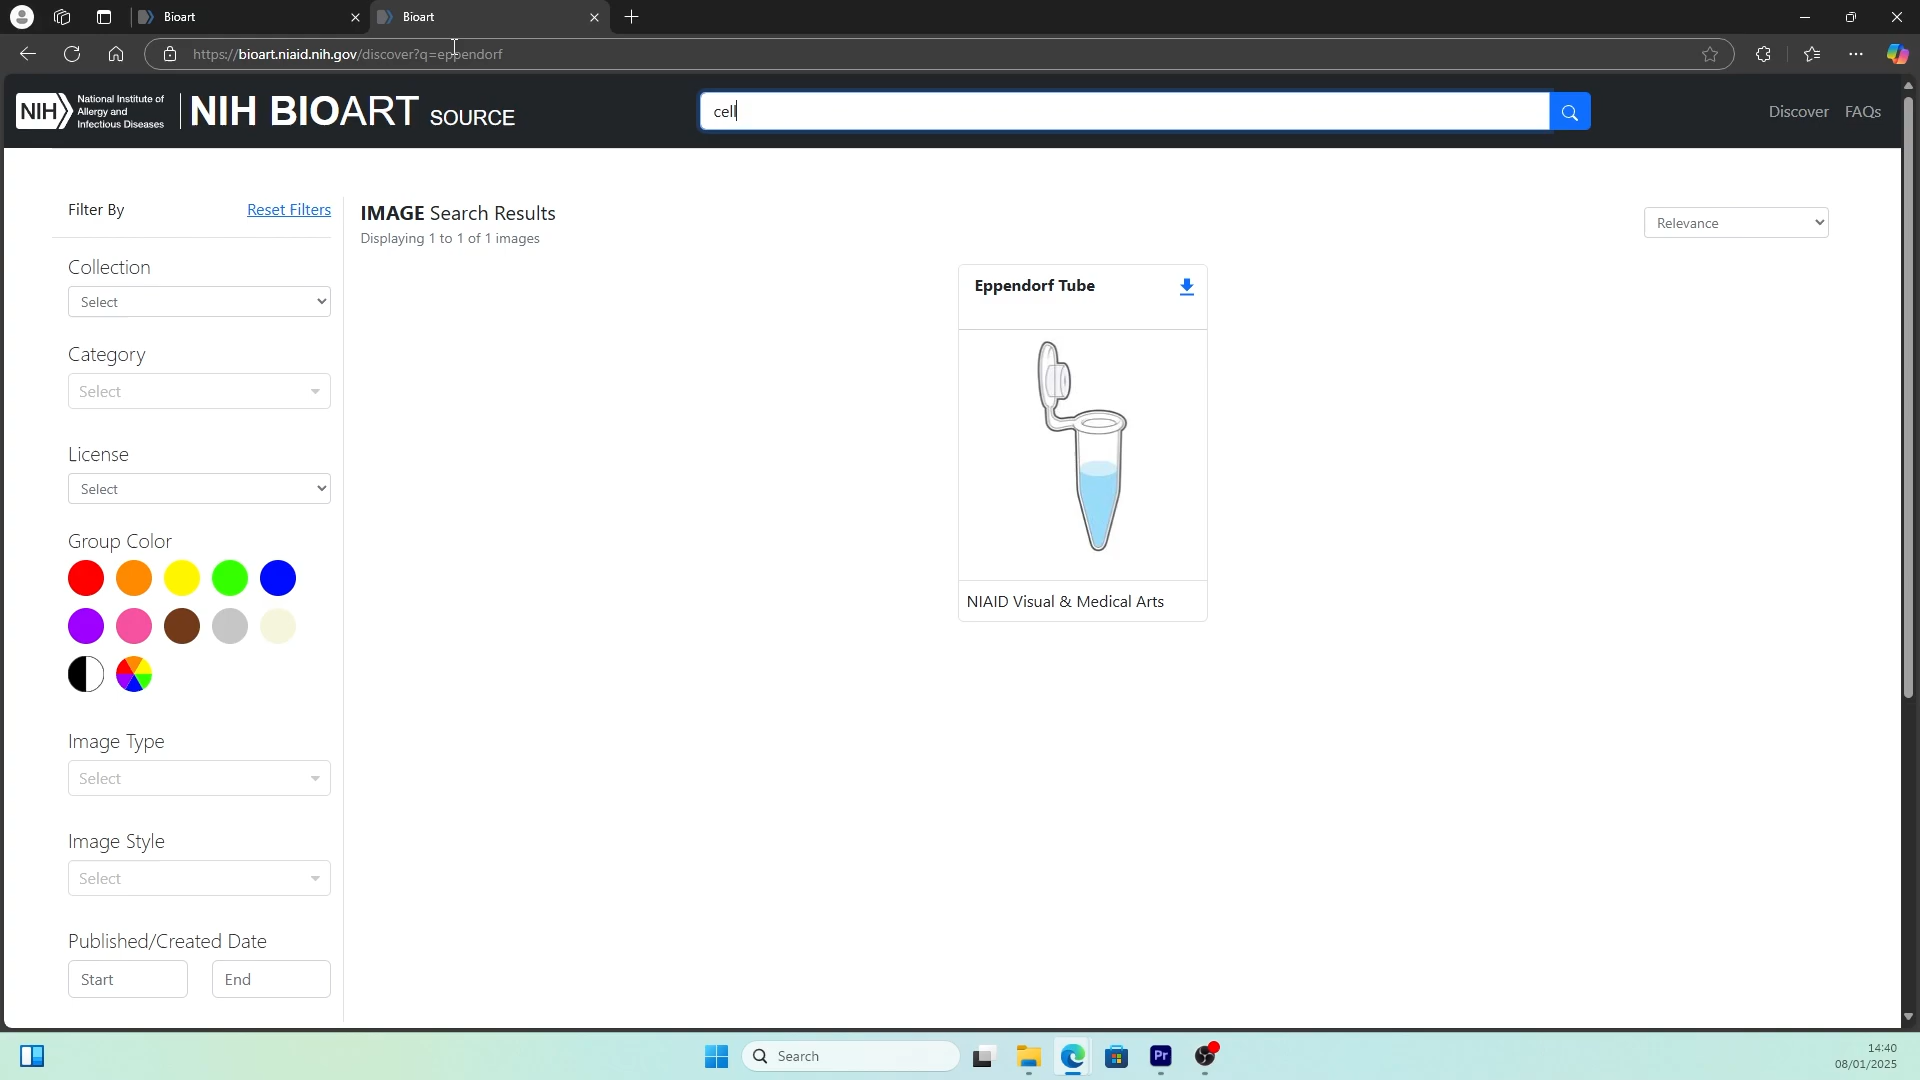 Bioart
Bioart
https://bioart.niaid.nih.gov/discover?q=eppendorf
NIH
National Institute of
Allergy and
Infectious Diseases
NIH BIOART SOURCE
cell
Discover
FAQs
Filter By
Reset Filters
Collection
Select
Category
Select
License
Select
Group Color
Image Type
Select
Image Style
Select
Published/Created Date
Start
End
IMAGE Search Results
Displaying 1 to 1 of 1 images
Relevance
Eppendorf Tube
NIAID Visual & Medical Arts
Search
Pr
14:40
08/01/2025